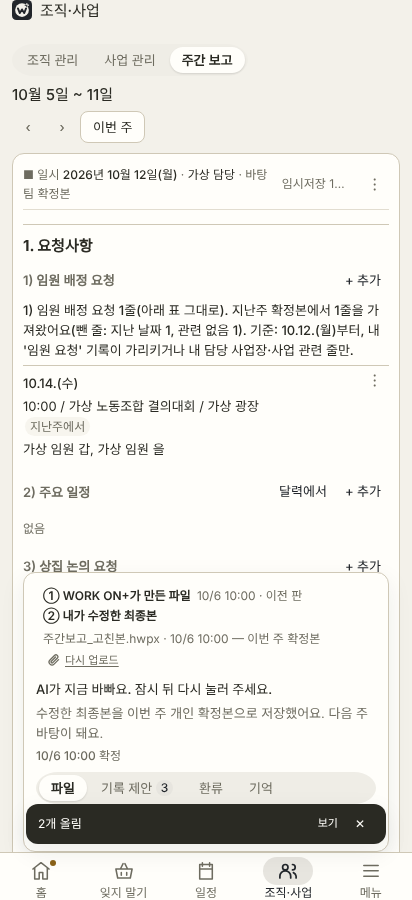 조직·사업
조직 관리 사업 관리 주간 보고
10월 5일 ~ 11일
‹ › 이번 주
■ 일시 2026년 10월 12일(월) · 가상 담당 · 바탕
팀 확정본
임시저장 1...
1. 요청사항
1) 임원 배정 요청 + 추가
1) 임원 배정 요청 1줄(아래 표 그대로). 지난주 확정본에서 1줄을 가
져왔어요(뺀 줄: 지난 날짜 1, 관련 없음 1). 기준: 10.12.(월)부터, 내
'임원 요청' 기록이 가리키거나 내 담당 사업장·사업 관련 줄만.
10.14.(수)
10:00 / 가상 노동조합 결의대회 / 가상 광장
지난주에서
가상 임원 갑, 가상 임원 을
2) 주요 일정 달력에서 + 추가
없음
3) 상집 논의 요청 + 추가
① WORK ON+가 만든 파일 10/6 10:00 · 이전 판
② 내가 수정한 최종본
주간보고_고친본.hwpx · 10/6 10:00 — 이번 주 확정본
다시 업로드
AI가 지금 바빠요. 잠시 뒤 다시 눌러 주세요.
수정한 최종본을 이번 주 개인 확정본으로 저장했어요. 다음 주
바탕이 돼요.
10/6 10:00 확정
파일 기록 제안 3 환류 기억
2개 올림 보기 ✕
홈 잊지 말기 일정 조직·사업 메뉴